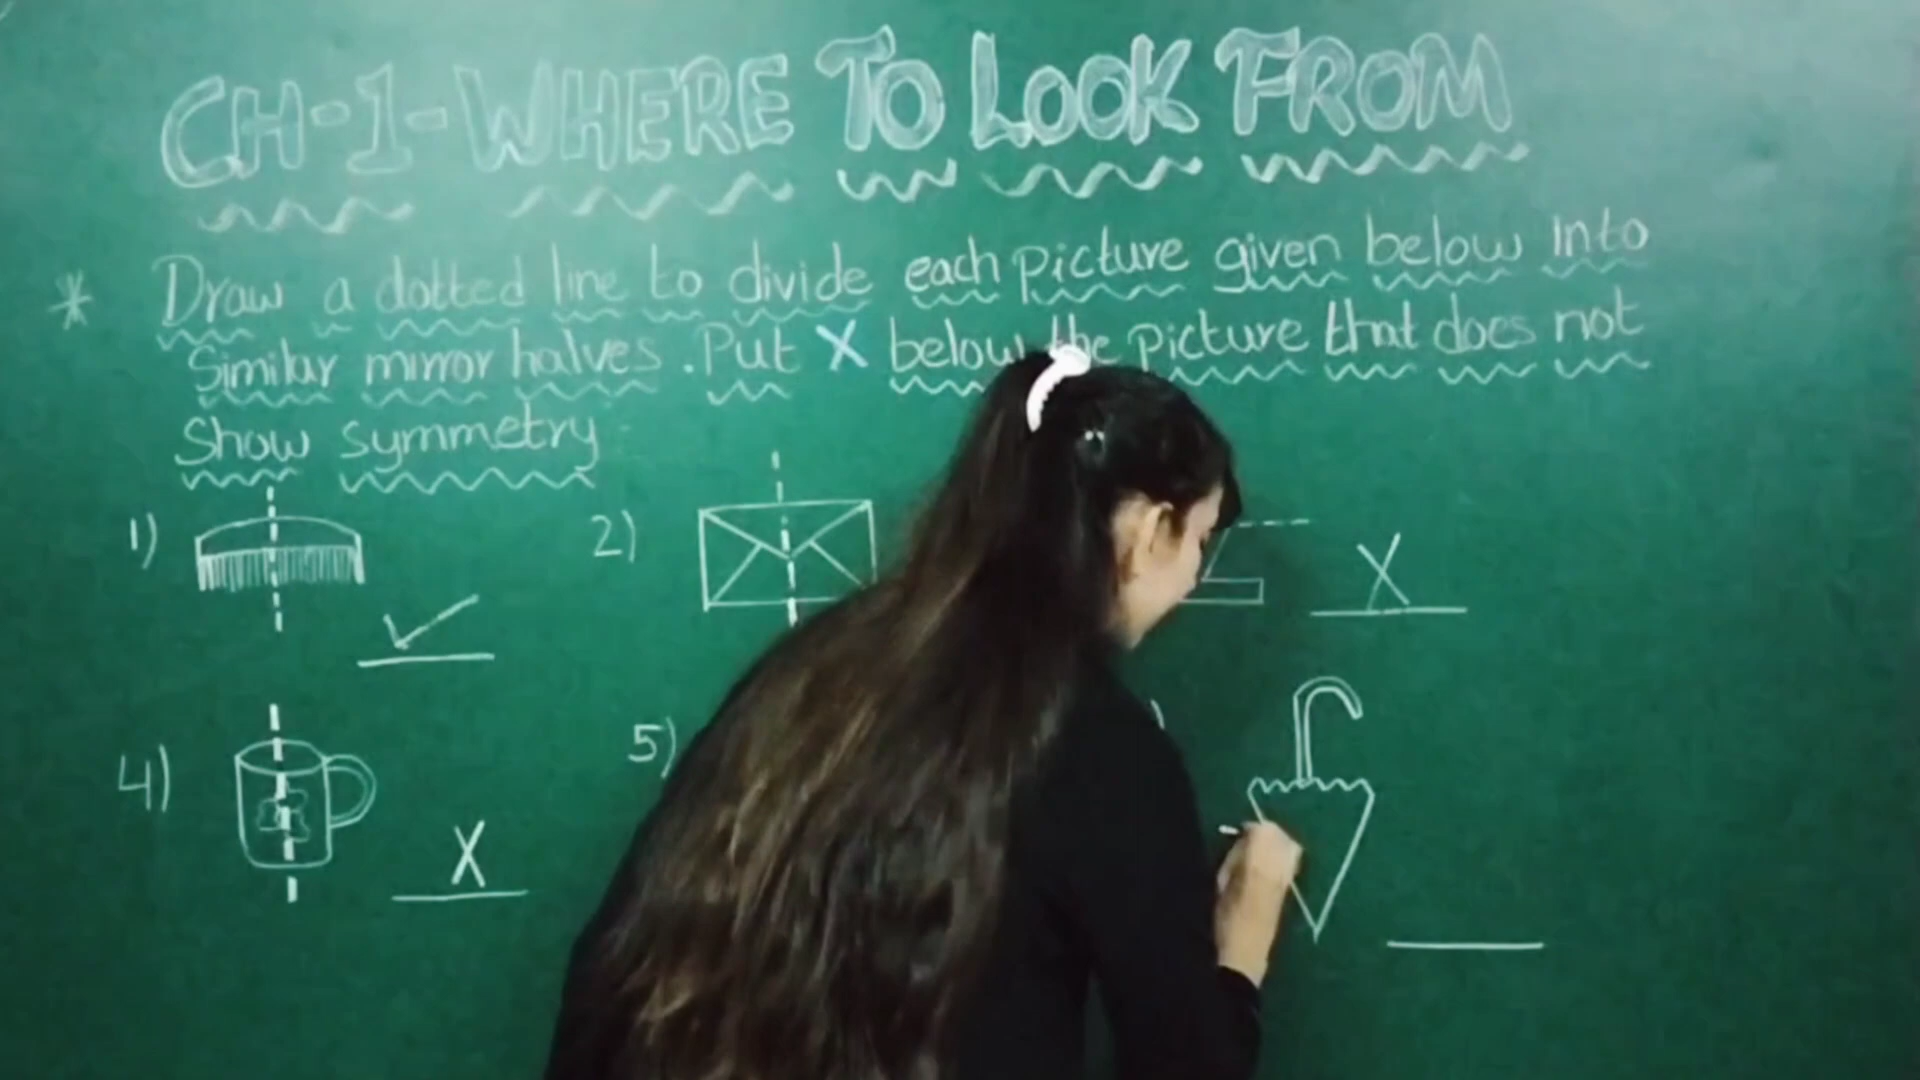 CH-1-WHERE TO LOOK FROM
* Draw a dotted line to divide each picture given below into
Similar mirror halves. Put X below the picture that does not
Show symmetry
1) 2)
✓ X
4) 5)
X